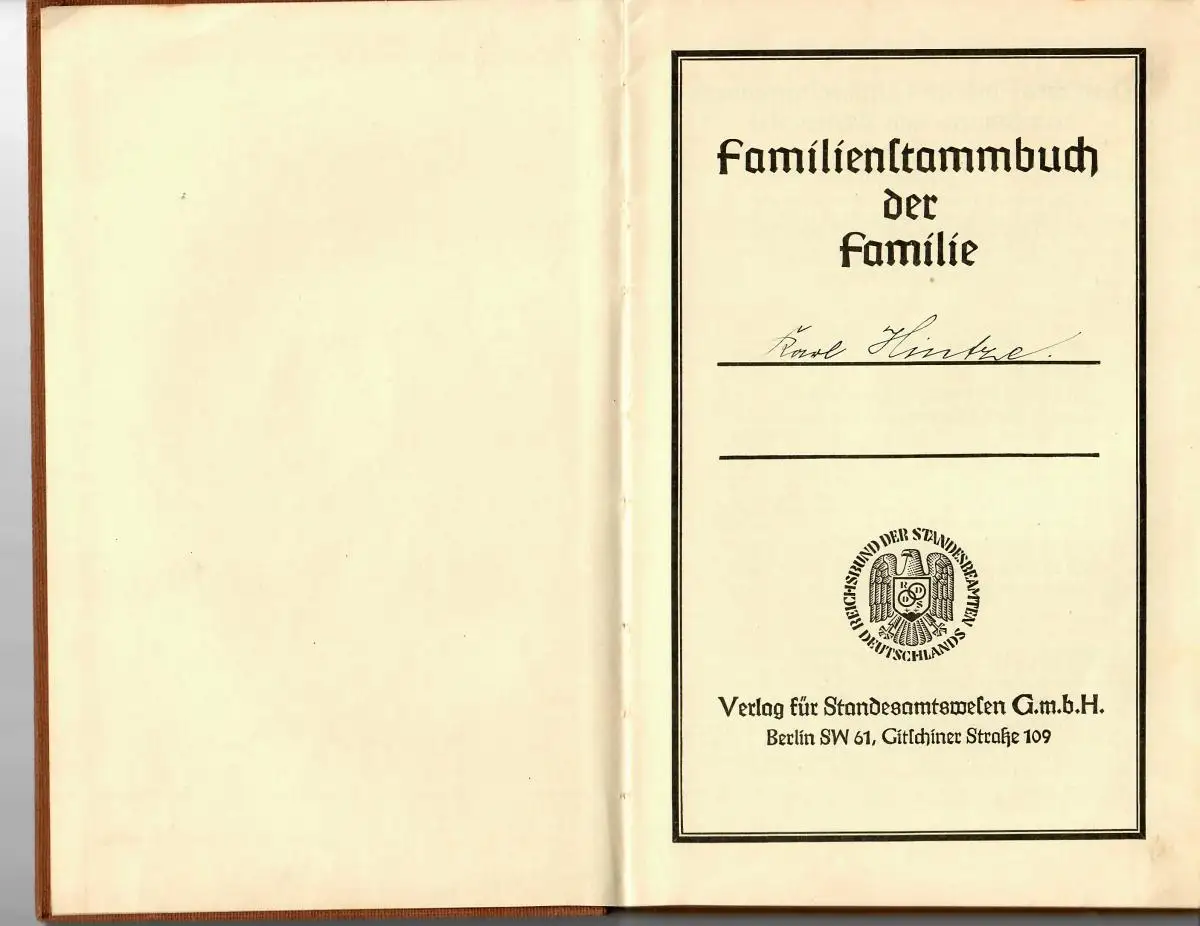 Familienſtammbuch
der
Familie
Karl Hintze.
REICHSBUND DER STANDESBEAMTEN DEUTSCHLANDS
R D
D S
Verlag für Standesamtsweſen G.m.b.H.
Berlin SW 61, Gitſchiner Straße 109